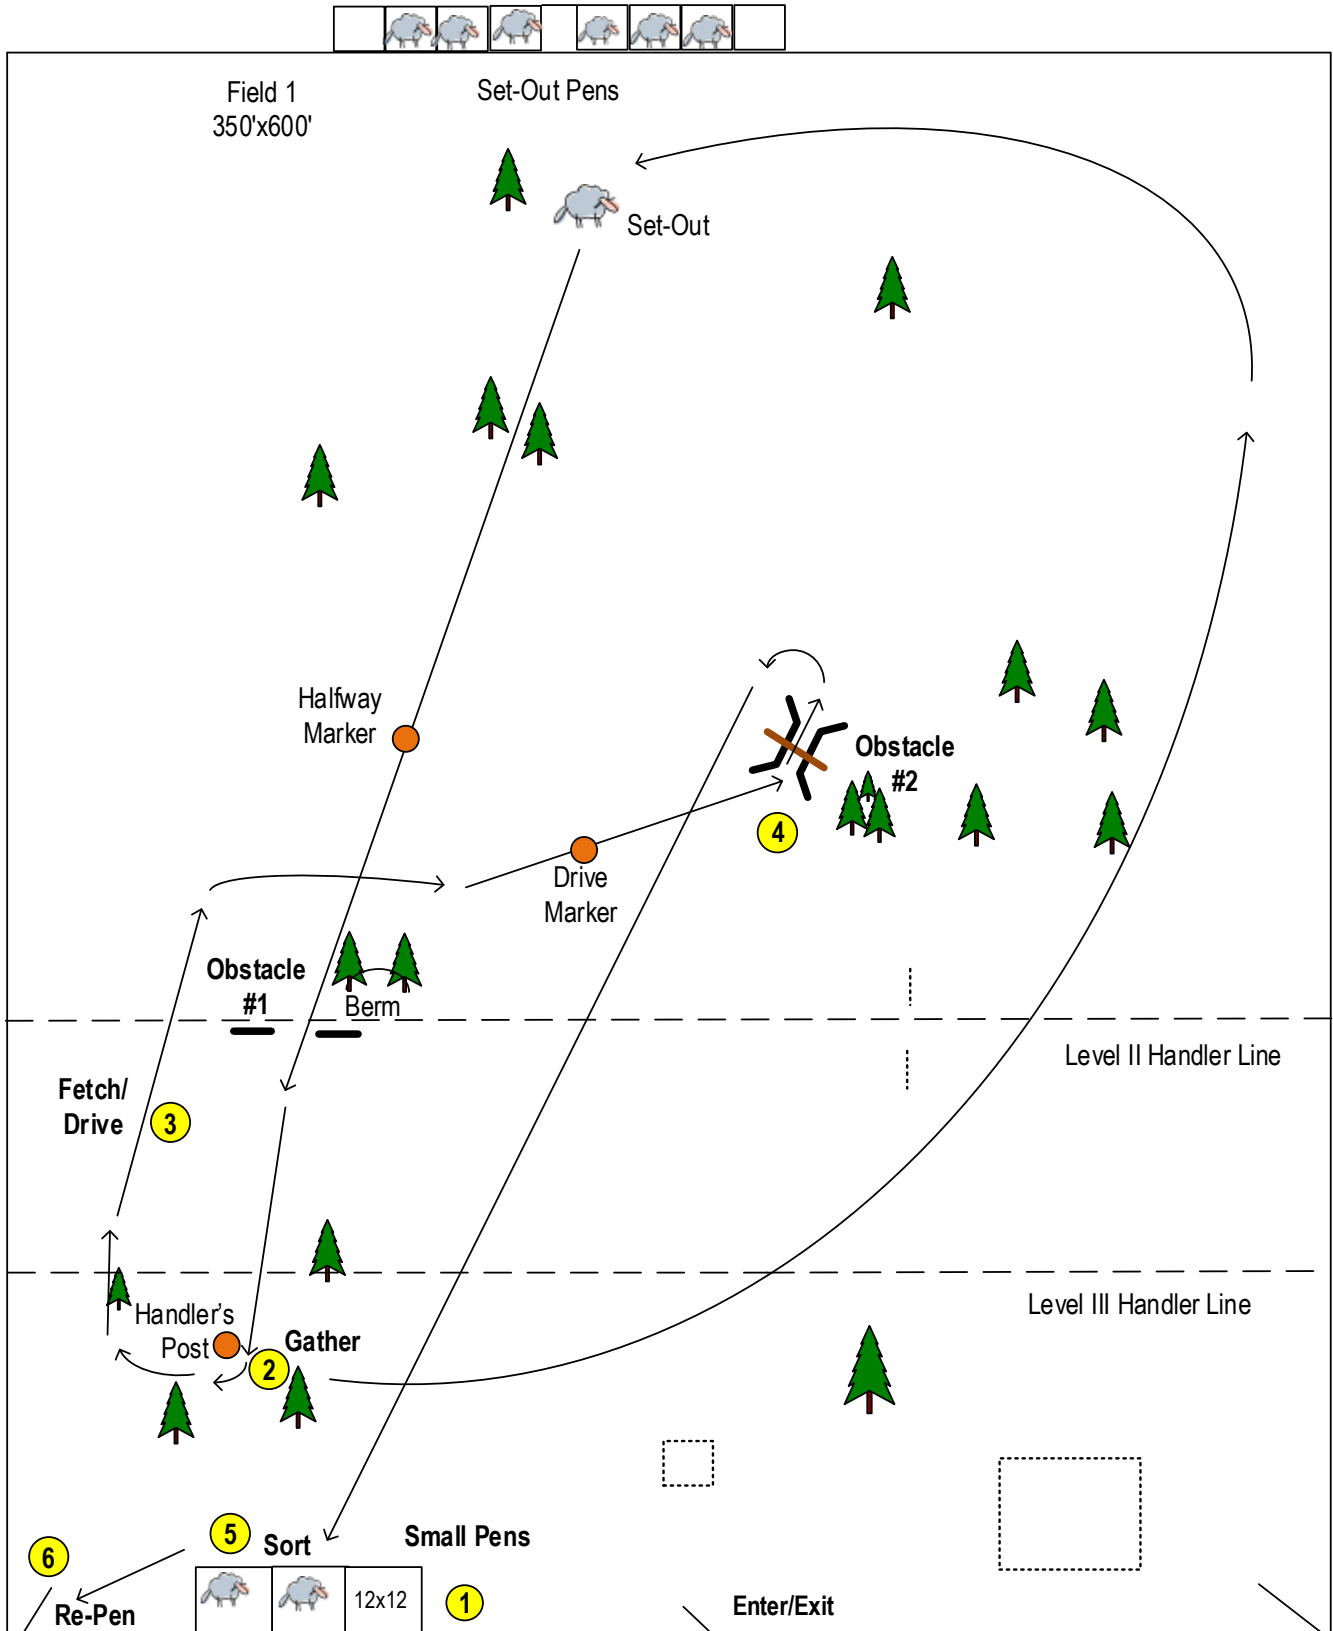 Field 1
350'x600'
Set-Out Pens
Set-Out
Halfway
Marker
Obstacle
#2
4
Drive
Marker
Obstacle
#1
Berm
Level II Handler Line
Fetch/
Drive
3
Level III Handler Line
Handler’s
Post
Gather
2
5
Sort
Small Pens
6
Re-Pen
12x12
1
Enter/Exit